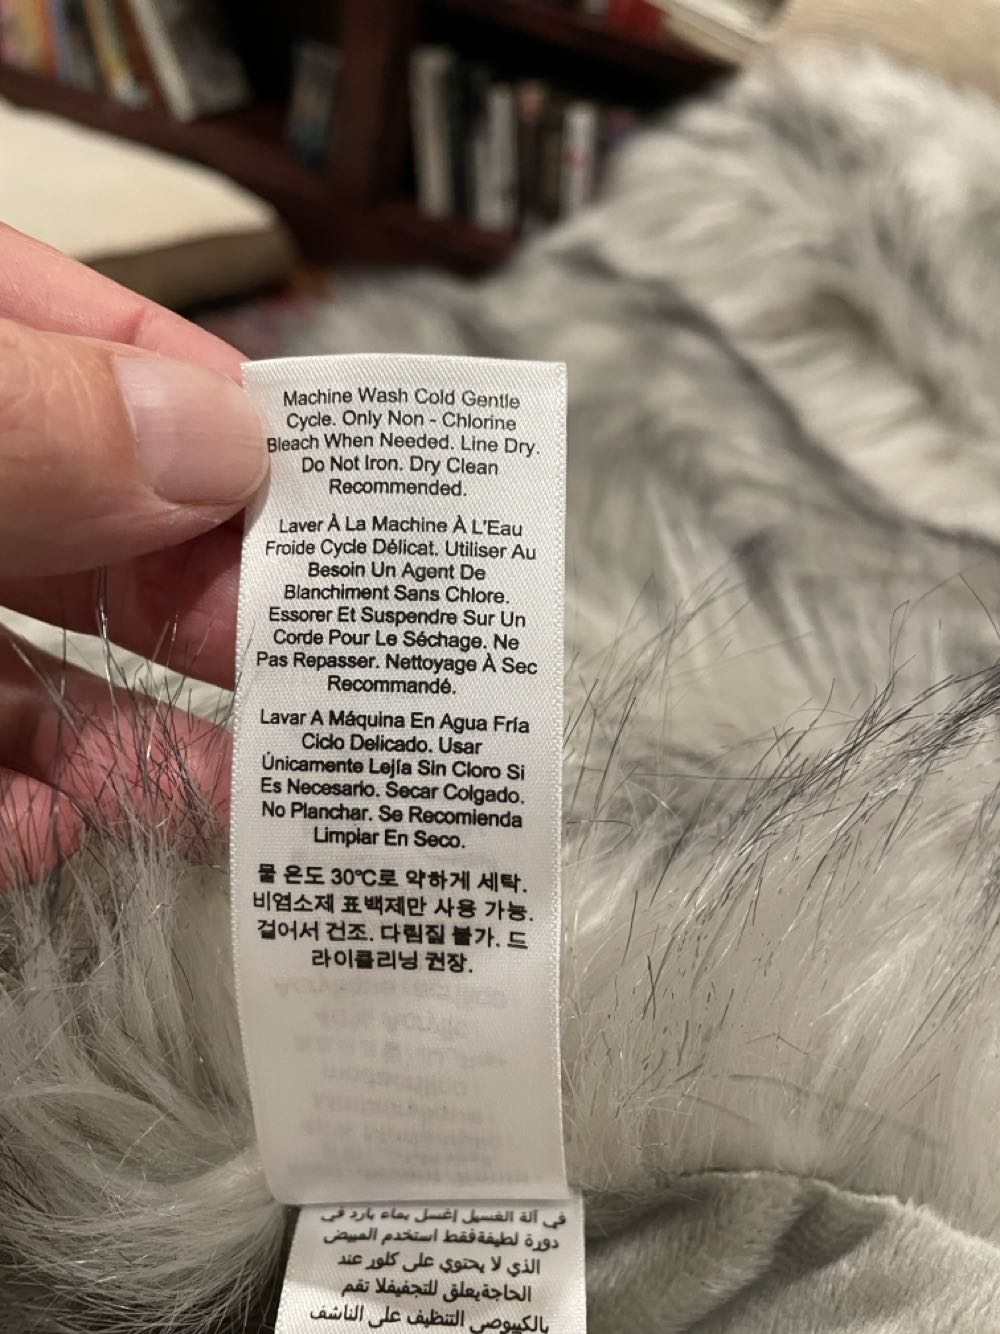 Machine Wash Cold Gentle
Cycle. Only Non - Chlorine
Bleach When Needed. Line Dry.
Do Not Iron. Dry Clean
Recommended.
Laver À La Machine À L'Eau
Froide Cycle Délicat. Utiliser Au
Besoin Un Agent De
Blanchiment Sans Chlore.
Essorer Et Suspendre Sur Un
Corde Pour Le Séchage. Ne
Pas Repasser. Nettoyage À Sec
Recommandé.
Lavar A Máquina En Agua Fría
Ciclo Delicado. Usar
Únicamente Lejía Sin Cloro Si
Es Necesario. Secar Colgado.
No Planchar. Se Recomienda
Limpiar En Seco.
물 온도 30℃로 약하게 세탁.
비염소제 표백제만 사용 가능.
걸어서 건조. 다림질 불가. 드
라이클리닝 권장.
في آلة الغسيل إغسل بماء بارد في
دورة لطيفةفقط استخدم المبيض
الذي لا يحتوي على كلور عند
الحاجةيعلق للتجفيفلا تقم
بالكيبوصى التنظيف على الناشف